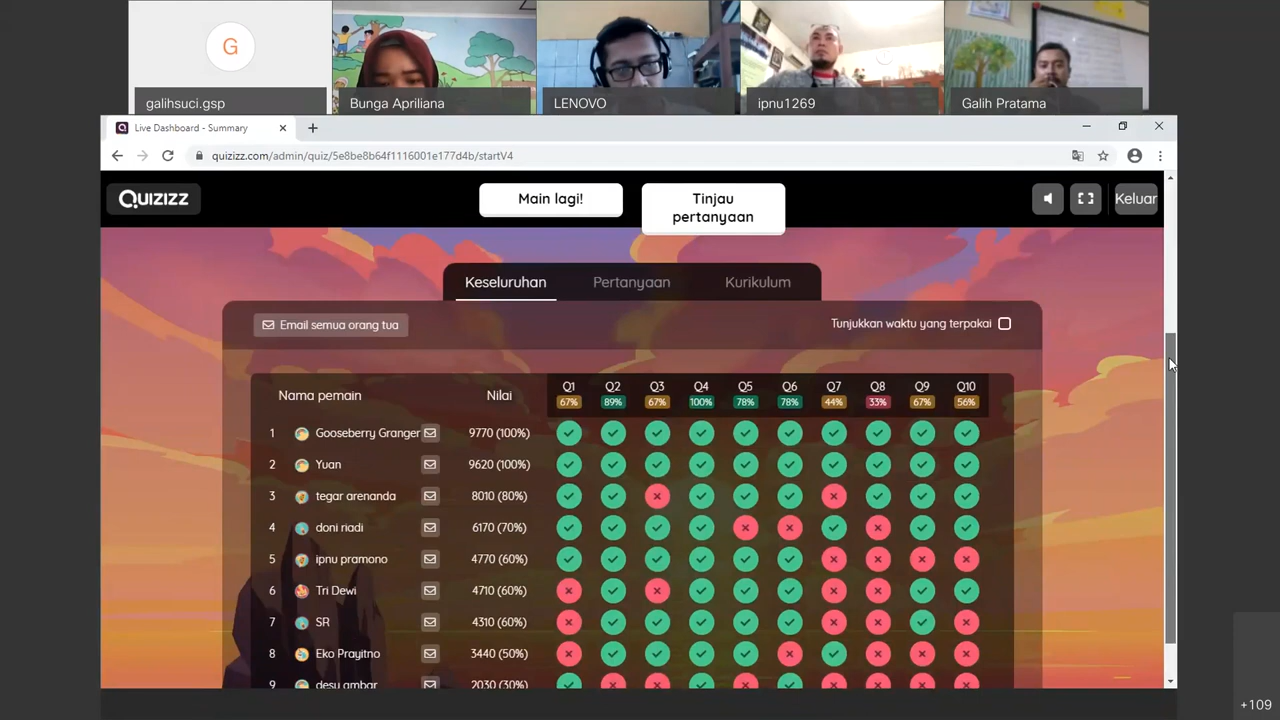 G
galihsuci.gsp
Bunga Apriliana
LENOVO
ipnu1269
Galih Pratama
Live Dashboard - Summary
quizizz.com/admin/quiz/5e8be8b64f1116001e177d4b/startV4
QUIZIZZ
Main lagi!
Tinjau
pertanyaan
Keluar
Keseluruhan Pertanyaan Kurikulum
Email semua orang tua
Tunjukkan waktu yang terpakai
Nama pemain Nilai Q1 Q2 Q3 Q4 Q5 Q6 Q7 Q8 Q9 Q10
67% 89% 67% 100% 78% 78% 44% 33% 67% 56%
1 Gooseberry Granger 9770 (100%)
2 Yuan 9620 (100%)
3 tegar arenanda 8010 (80%)
4 doni riadi 6170 (70%)
5 ipnu pramono 4770 (60%)
6 Tri Dewi 4710 (60%)
7 SR 4310 (60%)
8 Eko Prayitno 3440 (50%)
9 desy ambar 2030 (30%)
+109